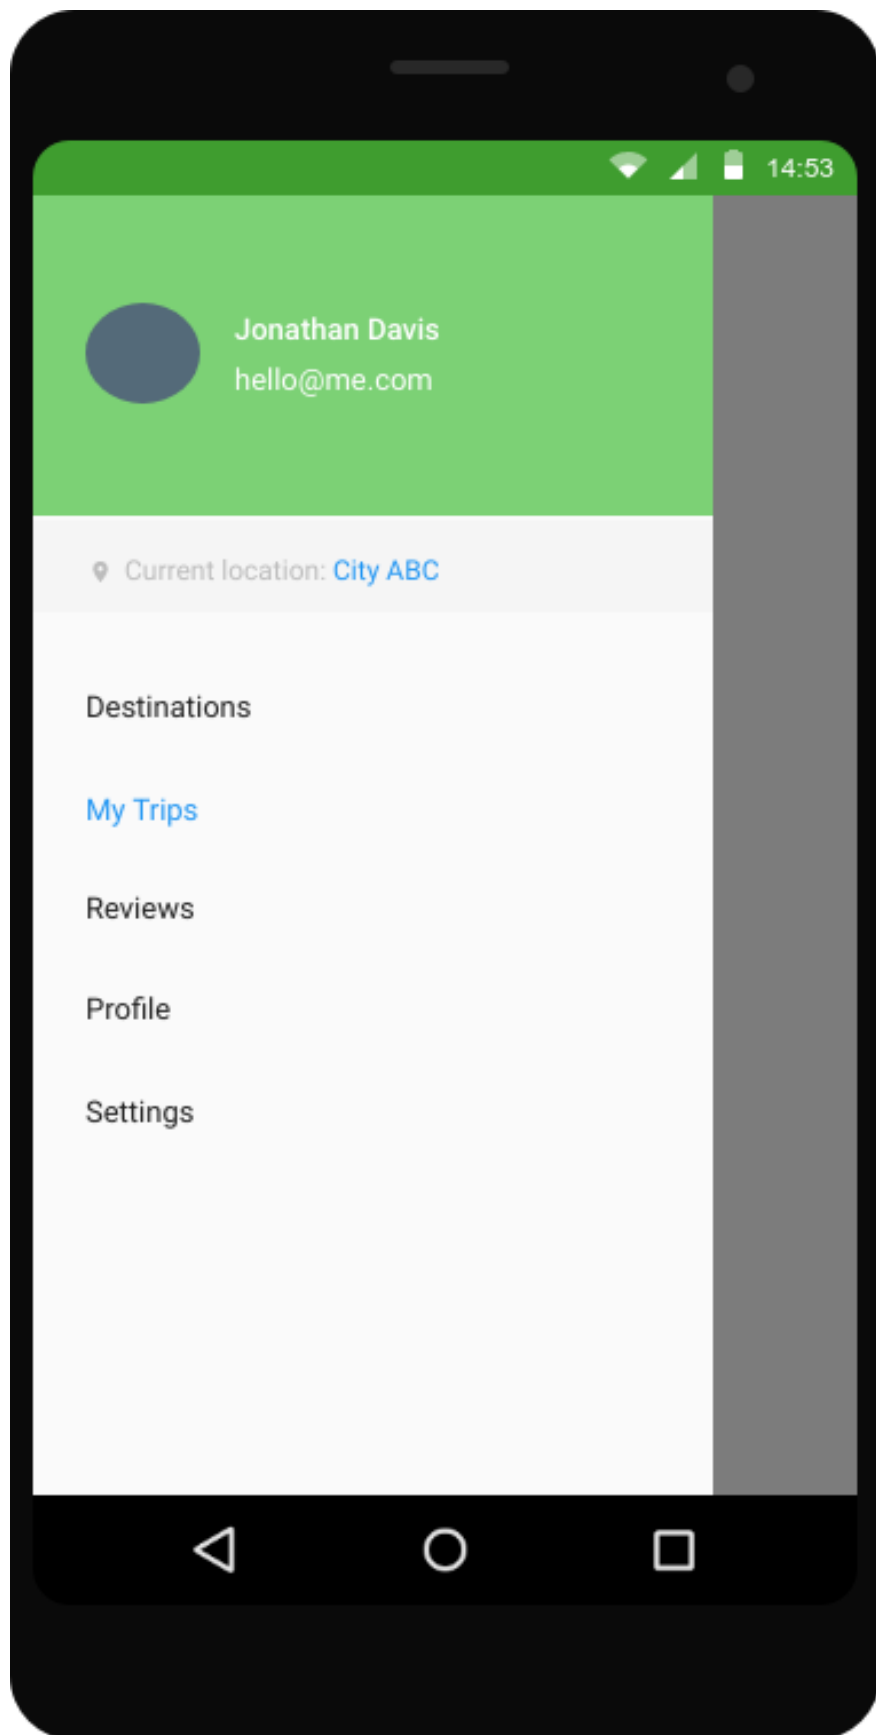 14:53
Jonathan Davis
hello@me.com
Current location: City ABC
Destinations
My Trips
Reviews
Profile
Settings